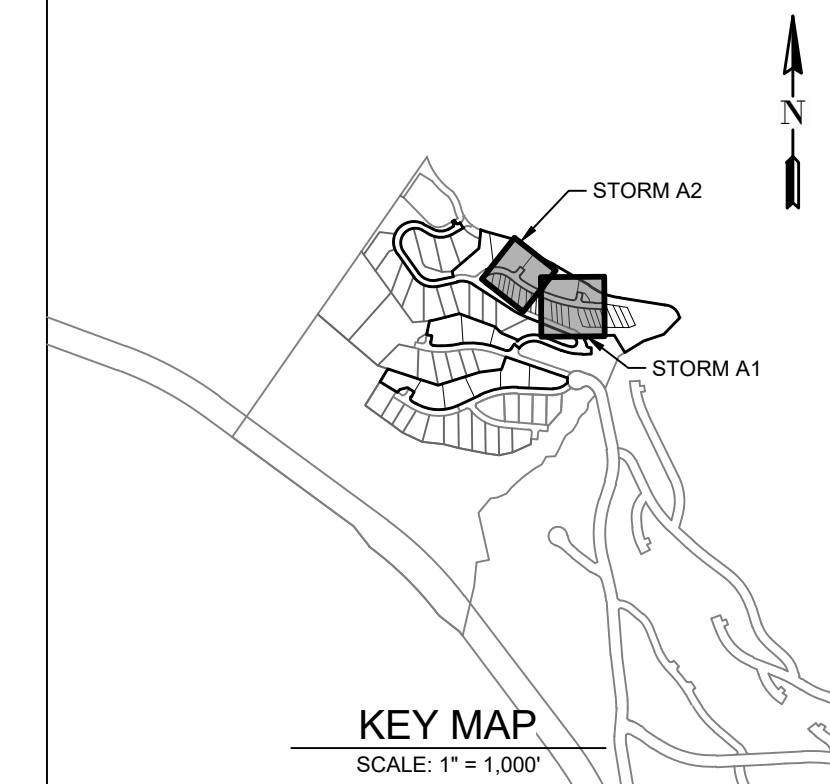 N
STORM A2
STORM A1
KEY MAP
SCALE: 1" = 1,000'